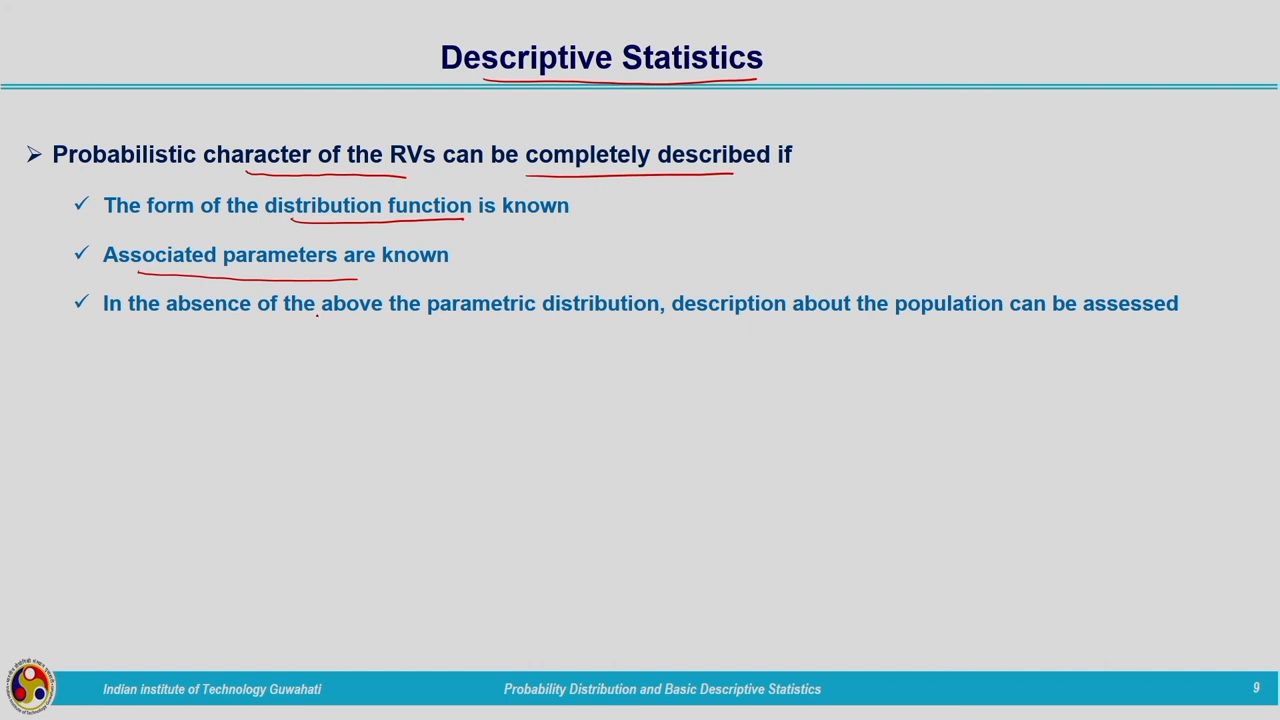 Descriptive Statistics
Probabilistic character of the RVs can be completely described if
The form of the distribution function is known
Associated parameters are known
In the absence of the above the parametric distribution, description about the population can be assessed
Indian institute of Technology Guwahati
Probability Distribution and Basic Descriptive Statistics
9